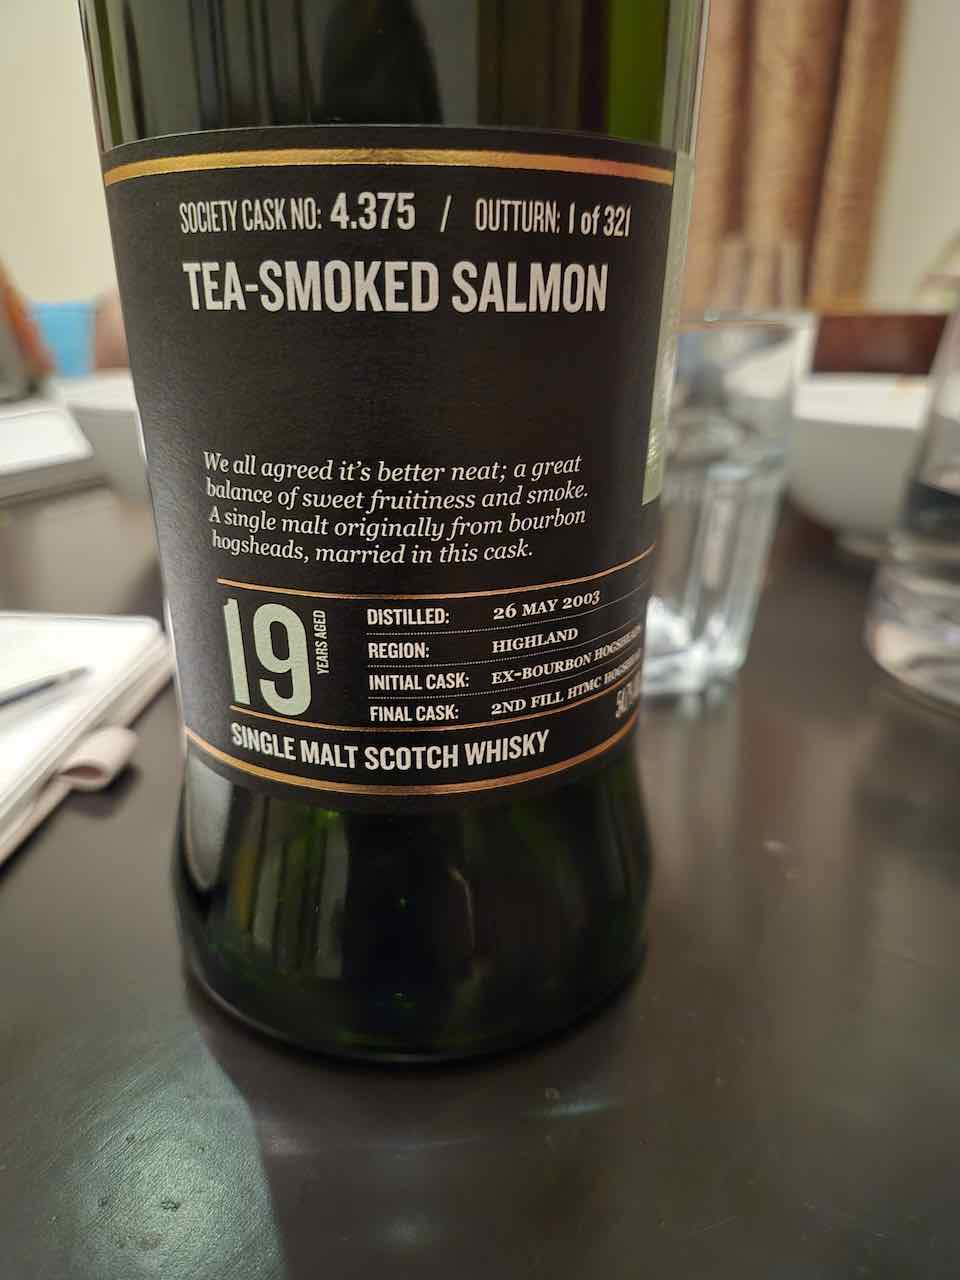 SOCIETY CASK NO: 4.375 / OUTTURN: 1 of 321
TEA-SMOKED SALMON
We all agreed it's better neat; a great
balance of sweet fruitiness and smoke.
A single malt originally from bourbon
hogsheads, married in this cask.
19 YEARS AGED
DISTILLED: 26 MAY 2003
REGION: HIGHLAND
INITIAL CASK: EX-BOURBON HOGSHEADS
FINAL CASK: 2ND FILL HTMC HOGSHEAD
SINGLE MALT SCOTCH WHISKY